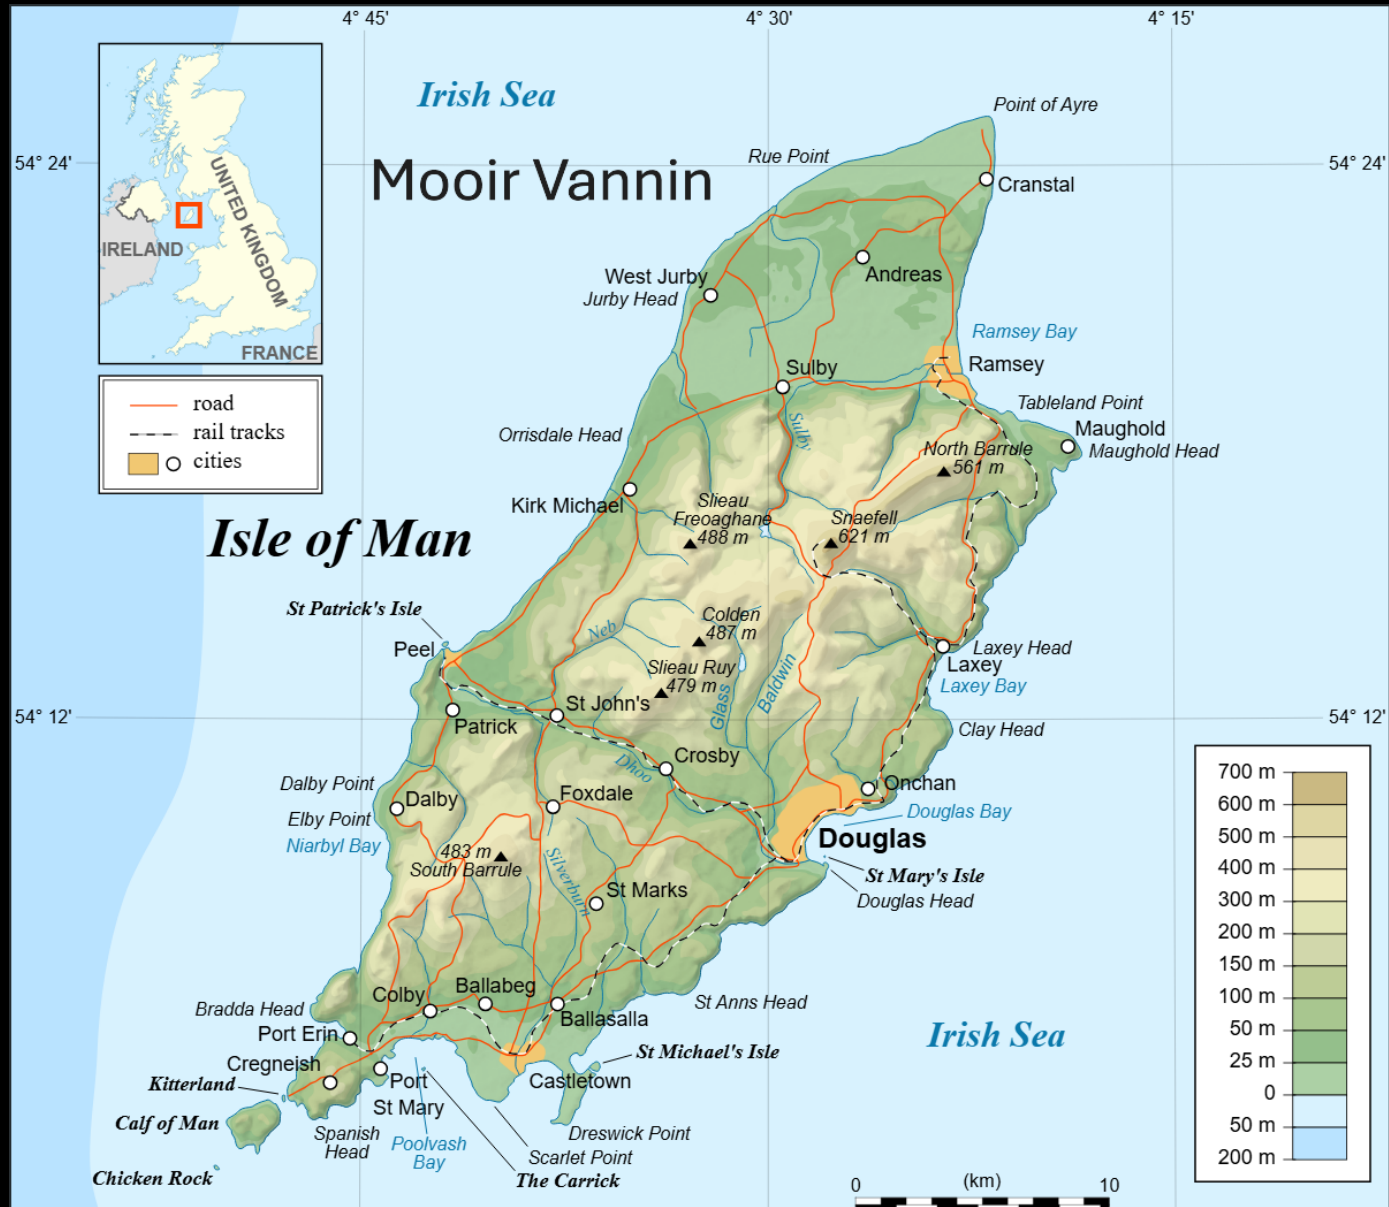 4° 45'
4° 30'
4° 15'
Irish Sea
Point of Ayre
54° 24'
Rue Point
54° 24'
Mooir Vannin
Cranstal
UNITED KINGDOM
IRELAND
FRANCE
Andreas
West Jurby
Jurby Head
Ramsey Bay
Ramsey
Sulby
road
rail tracks
cities
Tableland Point
Maughold
Maughold Head
Orrisdale Head
Sulby
North Barrule
561 m
Kirk Michael
Slieau
Freoaghane
488 m
Snaefell
621 m
Isle of Man
St Patrick's Isle
Peel
Neb
Colden
487 m
Slieau Ruy
479 m
Laxey Head
Laxey
Laxey Bay
Glass
Baldwin
54° 12'
Patrick
St John's
54° 12'
Clay Head
Crosby
Dhoo
Dalby Point
Dalby
Foxdale
Onchan
Elby Point
Niarbyl Bay
Douglas Bay
Douglas
483 m
South Barrule
Silverburn
St Marks
St Mary's Isle
Douglas Head
700 m
600 m
500 m
400 m
300 m
200 m
150 m
100 m
50 m
25 m
0
50 m
200 m
Bradda Head
Colby
Ballabeg
St Anns Head
Port Erin
Ballasalla
Irish Sea
Cregneish
St Michael's Isle
Kitterland
Port
St Mary
Castletown
Calf of Man
Spanish
Head
Poolvash
Bay
Dreswick Point
Scarlet Point
Chicken Rock
The Carrick
0
(km)
10